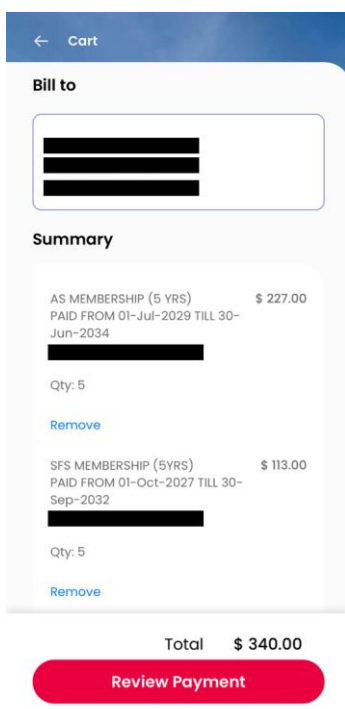 ← Cart
Bill to
Summary
AS MEMBERSHIP (5 YRS) $ 227.00
PAID FROM 01-Jul-2029 TILL 30-
Jun-2034
Qty: 5
Remove
SFS MEMBERSHIP (5YRS) $ 113.00
PAID FROM 01-Oct-2027 TILL 30-
Sep-2032
Qty: 5
Remove
Total $ 340.00
Review Payment